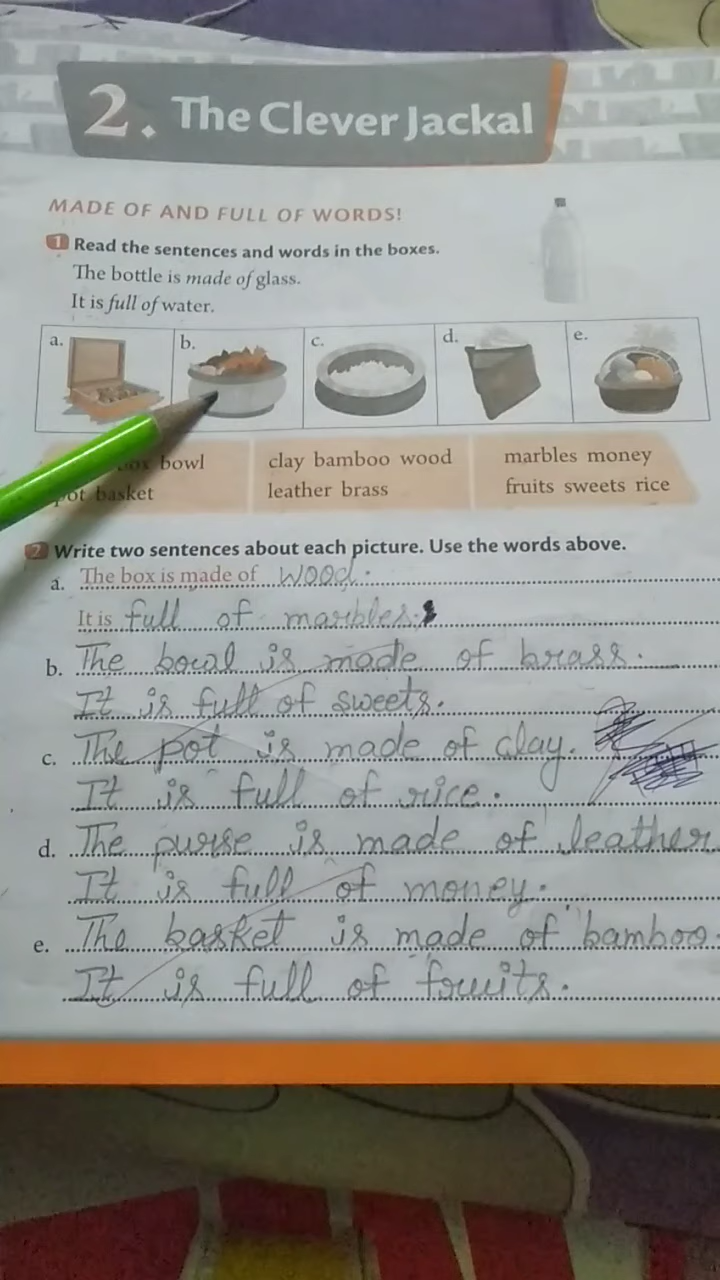 2. The Clever Jackal
MADE OF AND FULL OF WORDS!
1 Read the sentences and words in the boxes.
The bottle is made of glass.
It is full of water.
a. b. c. d. e.
box bowl clay bamboo wood marbles money
pot basket leather brass fruits sweets rice
2 Write two sentences about each picture. Use the words above.
a. The box is made of wood.
It is full of marbles.
b. The bowl is made of brass.
It is full of sweets.
c. The pot is made of clay.
It is full of rice.
d. The purse is made of leather
It is full of money.
e. The basket is made of bamboo.
It is full of fruits.